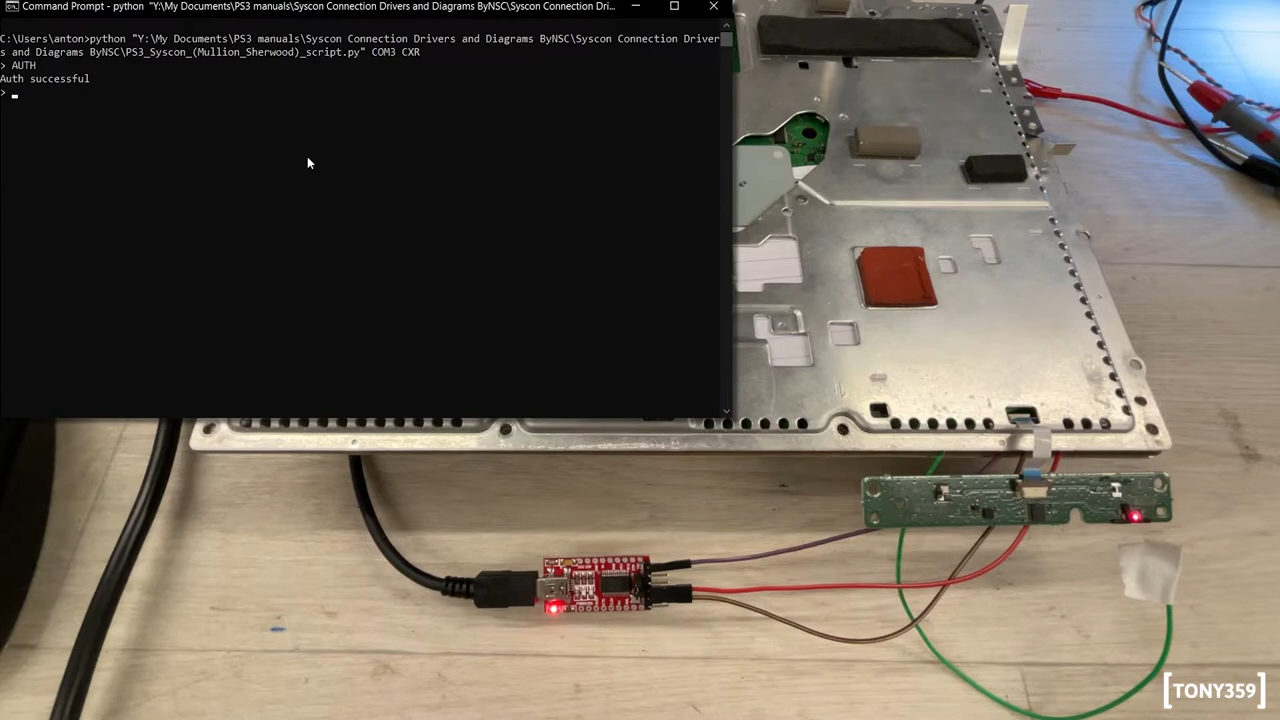 Command Prompt - python  "Y:\My Documents\PS3 manuals\Syscon Connection Drivers and Diagrams ByNSC\Syscon Connection Dri...
C:\Users\anton>python "Y:\My Documents\PS3 manuals\Syscon Connection Drivers and Diagrams ByNSC\Syscon Connection Driver
s and Diagrams ByNSC\PS3_Syscon_(Mullion_Sherwood)_script.py" COM3 CXR
> AUTH
Auth successful
>
[TONY359]